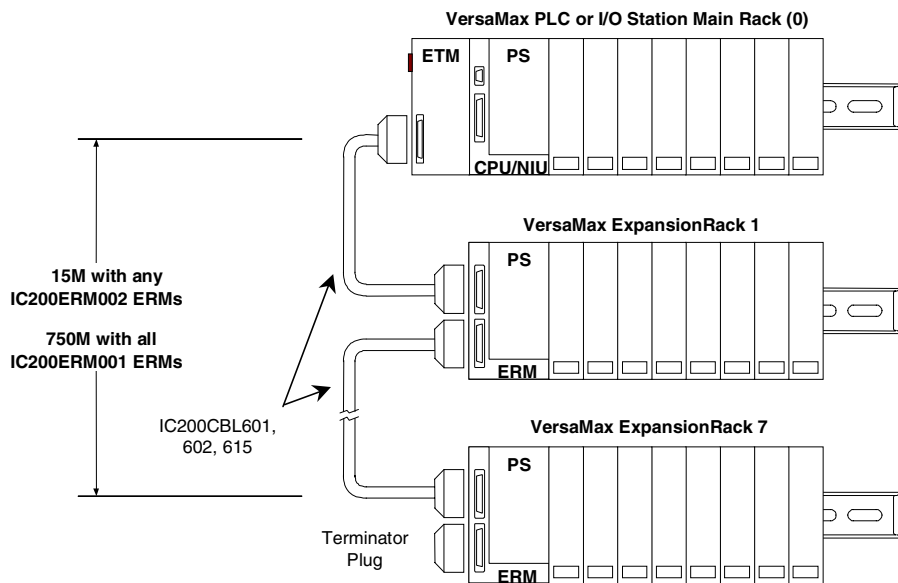 VersaMax PLC or I/O Station Main Rack (0)
ETM
PS
CPU/NIU
VersaMax ExpansionRack 1
PS
15M with any
IC200ERM002 ERMs
750M with all
IC200ERM001 ERMs
ERM
IC200CBL601,
602, 615
VersaMax ExpansionRack 7
PS
Terminator
Plug
ERM